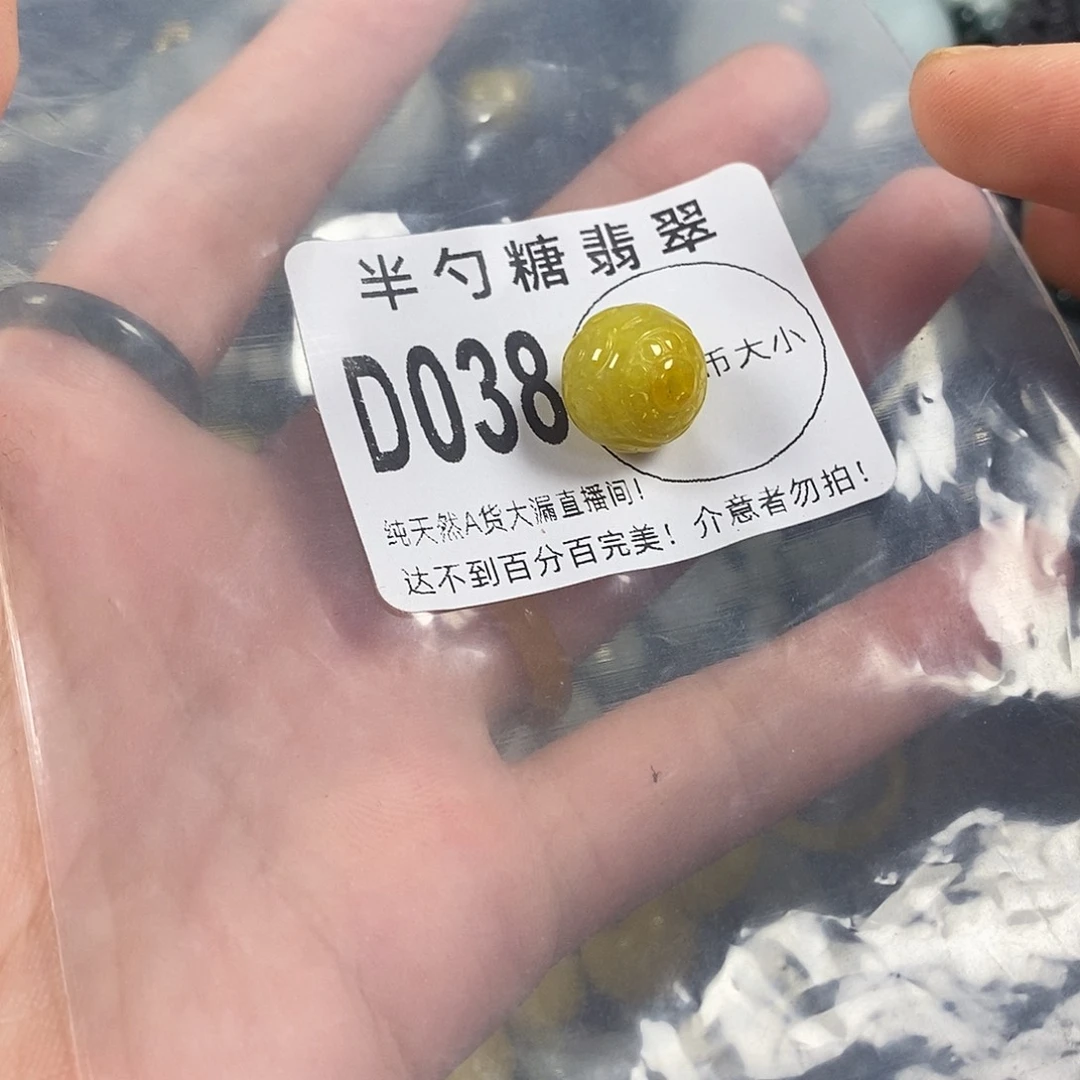 半勺糖翡翠
D038
币大小
纯天然A货大漏直播间！
达不到百分百完美！介意者勿拍！